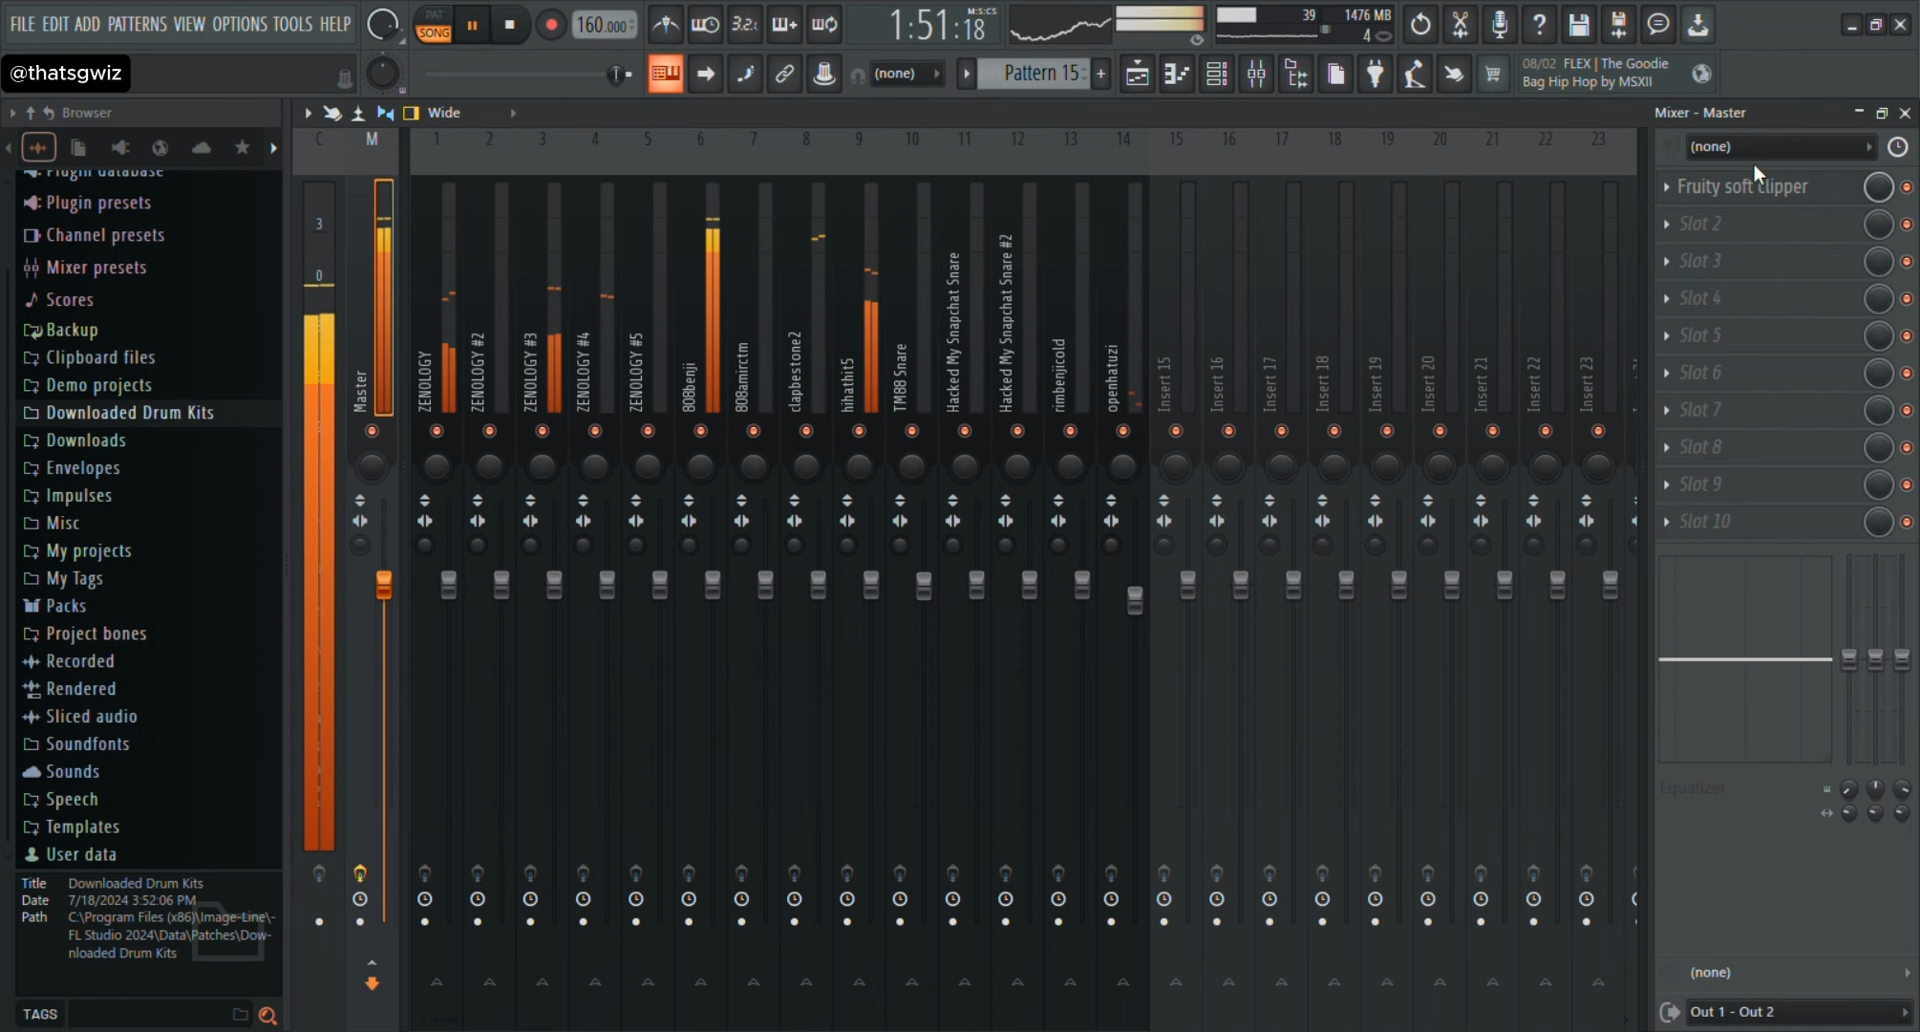 FILE EDIT ADD PATTERNS VIEW OPTIONS TOOLS HELP
PAT
SONG
160.000
3.2.
1:51:18
M:S:CS
39
1476 MB
4
@thatsgwiz
(none)
Pattern 15
08/02 FLEX | The Goodie
Bag Hip Hop by MSXII
Browser
Wide
Mixer - Master
Plugin database
Plugin presets
Channel presets
Mixer presets
Scores
Backup
Clipboard files
Demo projects
Downloaded Drum Kits
Downloads
Envelopes
Impulses
Misc
My projects
My Tags
Packs
Project bones
Recorded
Rendered
Sliced audio
Soundfonts
Sounds
Speech
Templates
User data
Title Downloaded Drum Kits
Date 7/18/2024 3:52:06 PM
Path C:\Program Files (x86)\Image-Line\-
FL Studio 2024\Data\Patches\Dow-
nloaded Drum Kits
TAGS
C M 1 2 3 4 5 6 7 8 9 10 11 12 13 14 15 16 17 18 19 20 21 22 23
3
0
Master
ZENOLOGY
ZENOLOGY #2
ZENOLOGY #3
ZENOLOGY #4
ZENOLOGY #5
808benji
808amirctm
clapbestone2
hihathit5
TM88 Snare
Hacked My Snapchat Snare
Hacked My Snapchat Snare #2
rimbenjicold
openhatuzi
Insert 15
Insert 16
Insert 17
Insert 18
Insert 19
Insert 20
Insert 21
Insert 22
Insert 23
(none)
Fruity soft clipper
Slot 2
Slot 3
Slot 4
Slot 5
Slot 6
Slot 7
Slot 8
Slot 9
Slot 10
Equalizer
(none)
Out 1 - Out 2